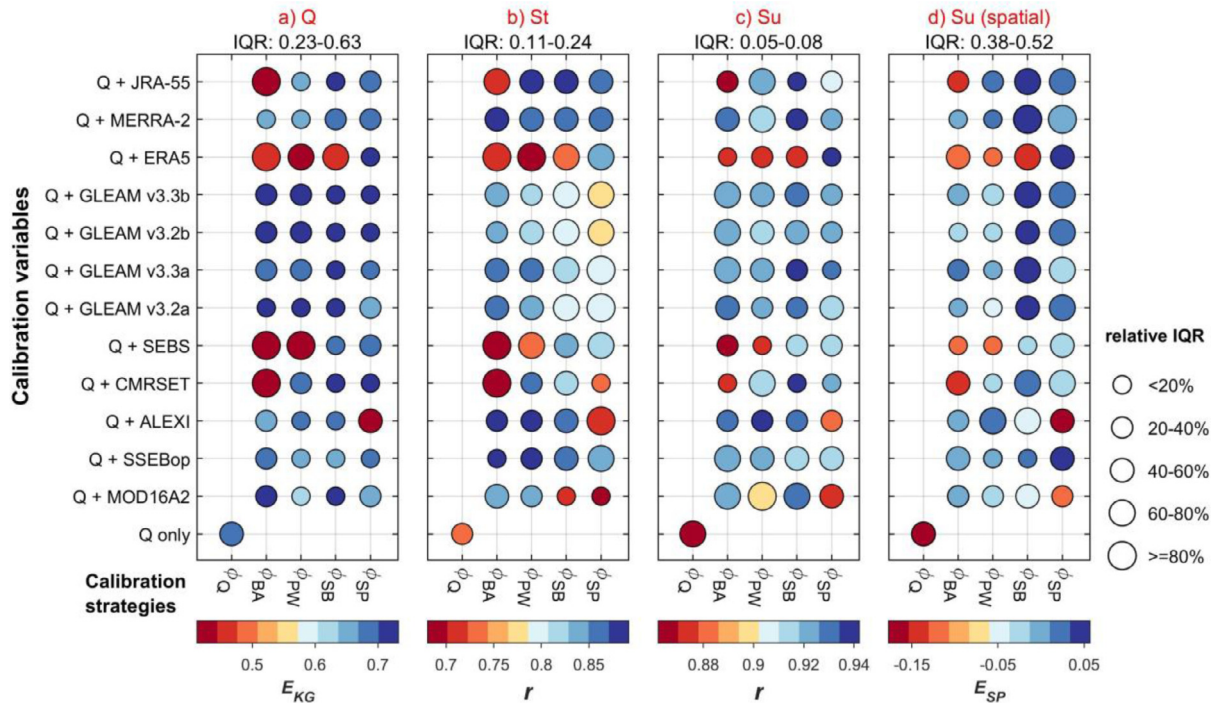 a) Q
IQR: 0.23-0.63
b) St
IQR: 0.11-0.24
c) Su
IQR: 0.05-0.08
d) Su (spatial)
IQR: 0.38-0.52
Calibration variables
Q + JRA-55
Q + MERRA-2
Q + ERA5
Q + GLEAM v3.3b
Q + GLEAM v3.2b
Q + GLEAM v3.3a
Q + GLEAM v3.2a
Q + SEBS
Q + CMRSET
Q + ALEXI
Q + SSEBop
Q + MOD16A2
Q only
relative IQR
<20%
20-40%
40-60%
60-80%
>=80%
Calibration
strategies
ϕQ ϕBA ϕPW ϕSB ϕSP
ϕQ ϕBA ϕPW ϕSB ϕSP
ϕQ ϕBA ϕPW ϕSB ϕSP
ϕQ ϕBA ϕPW ϕSB ϕSP
0.5 0.6 0.7
EKG
0.7 0.75 0.8 0.85
r
0.88 0.9 0.92 0.94
r
-0.15 -0.05 0.05
ESP